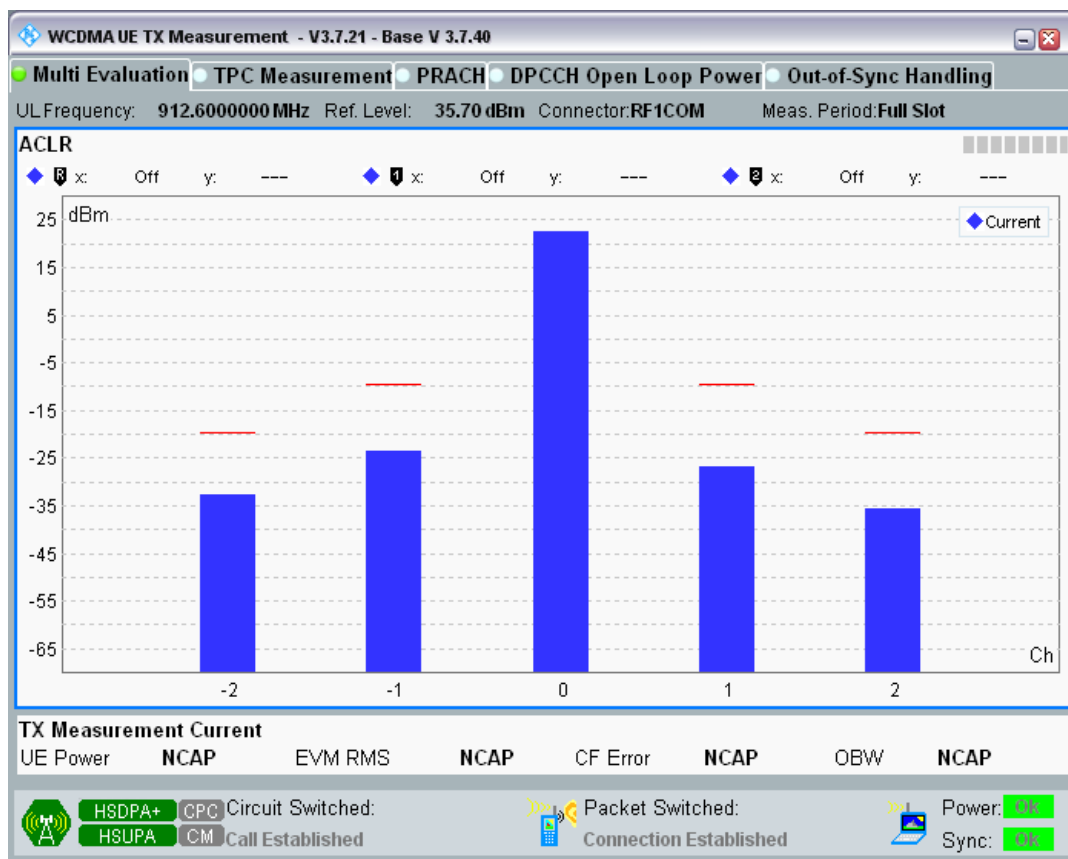 WCDMA UE TX Measurement - V3.7.21 - Base V 3.7.40
Multi Evaluation TPC Measurement PRACH DPCCH Open Loop Power Out-of-Sync Handling
UL Frequency: 912.6000000 MHz Ref. Level: 35.70 dBm Connector:RF1COM Meas. Period:Full Slot
ACLR
R x: Off y: --- 1 x: Off y: --- 2 x: Off y: ---
dBm
Current
25
15
5
-5
-15
-25
-35
-45
-55
-65
Ch
-2 -1 0 1 2
TX Measurement Current
UE Power NCAP EVM RMS NCAP CF Error NCAP OBW NCAP
HSDPA+ CPC Circuit Switched: Packet Switched: Power: Ok
HSUPA CM Call Established Connection Established Sync: Ok